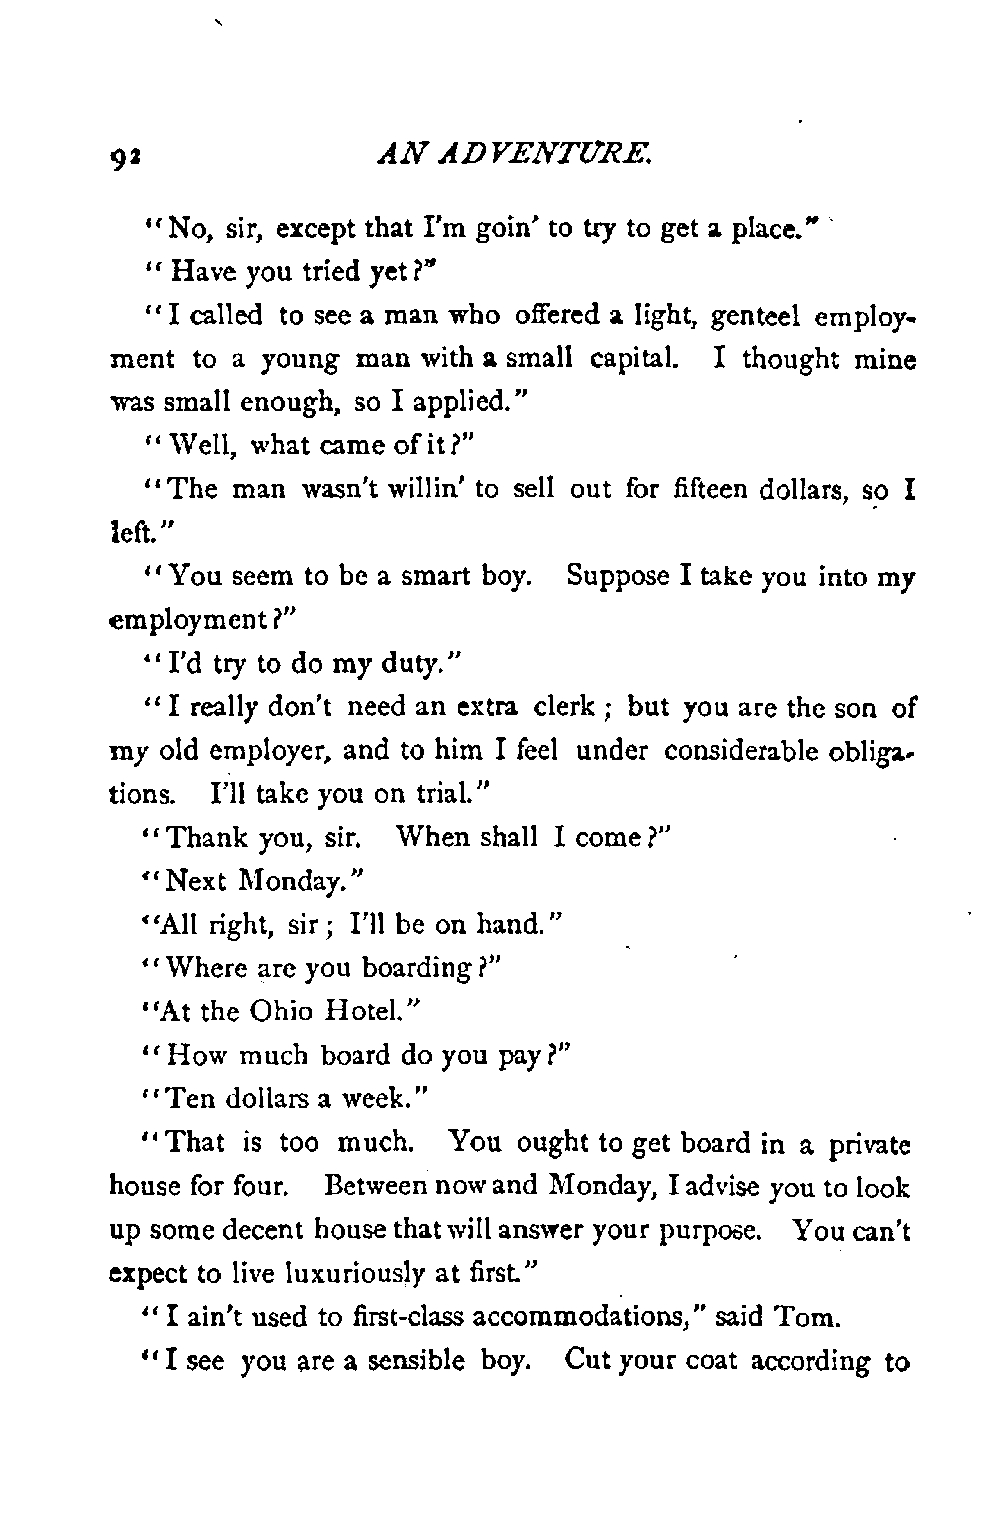 92 AN ADVENTURE.
"No, sir, except that I'm goin' to try to get a place."
"Have you tried yet?"
"I called to see a man who offered a light, genteel employ-
ment to a young man with a small capital. I thought mine
was small enough, so I applied."
"Well, what came of it?"
"The man wasn't willin' to sell out for fifteen dollars, so I
left."
"You seem to be a smart boy. Suppose I take you into my
employment?"
"I'd try to do my duty."
"I really don't need an extra clerk; but you are the son of
my old employer, and to him I feel under considerable obliga-
tions. I'll take you on trial."
"Thank you, sir. When shall I come?"
"Next Monday."
"All right, sir; I'll be on hand."
"Where are you boarding?"
"At the Ohio Hotel."
"How much board do you pay?"
"Ten dollars a week."
"That is too much. You ought to get board in a private
house for four. Between now and Monday, I advise you to look
up some decent house that will answer your purpose. You can't
expect to live luxuriously at first."
"I ain't used to first-class accommodations," said Tom.
"I see you are a sensible boy. Cut your coat according to